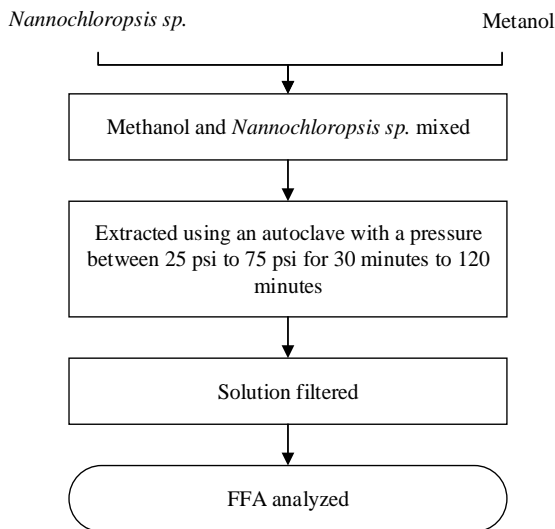 Nannochloropsis sp.
Metanol
Methanol and Nannochloropsis sp. mixed
Extracted using an autoclave with a pressure
between 25 psi to 75 psi for 30 minutes to 120
minutes
Solution filtered
FFA analyzed